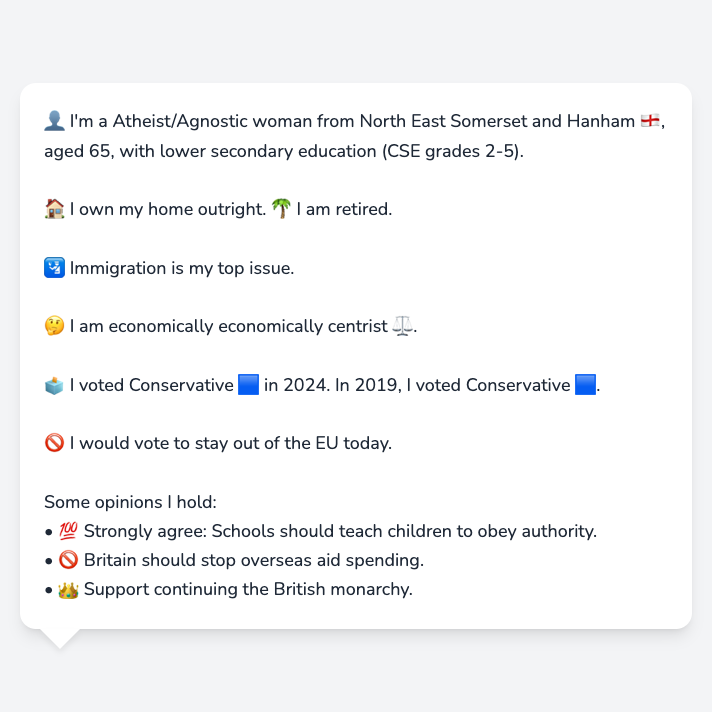 👤 I'm a Atheist/Agnostic woman from North East Somerset and Hanham 🏴󠁧󠁢󠁥󠁮󠁧󠁿,
aged 65, with lower secondary education (CSE grades 2-5).
🏠 I own my home outright. 🌴 I am retired.
🛂 Immigration is my top issue.
🤔 I am economically economically centrist ⚖️.
🗳️ I voted Conservative 🟦 in 2024. In 2019, I voted Conservative 🟦.
🚫 I would vote to stay out of the EU today.
Some opinions I hold:
• 💯 Strongly agree: Schools should teach children to obey authority.
• 🚫 Britain should stop overseas aid spending.
• 👑 Support continuing the British monarchy.